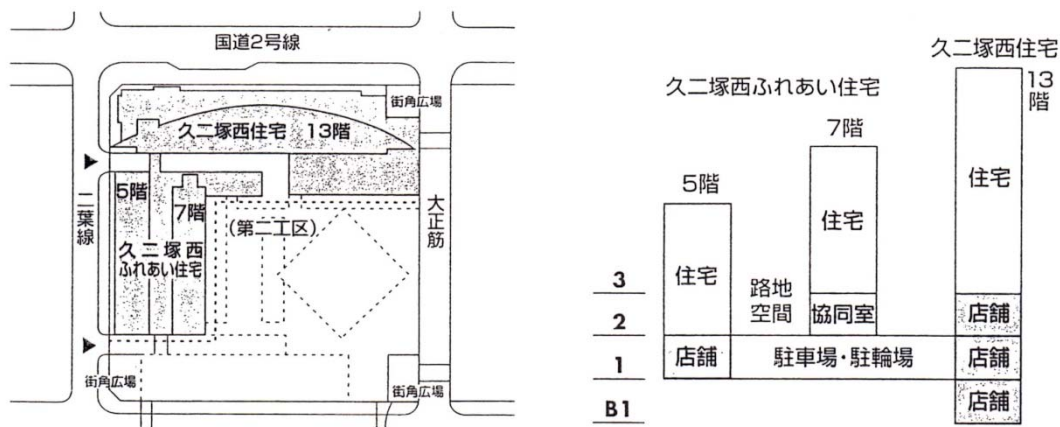 国道2号線
街角広場
久二塚西住宅 13階
二葉線
5階
7階
大正筋
(第二工区)
久二塚西
ふれあい住宅
街角広場
街角広場
久二塚西住宅
13階
久二塚西ふれあい住宅
7階
5階
住宅
住宅
住宅
路地
空間
協同室
店舗
店舗
駐車場・駐輪場
店舗
店舗
3
2
1
B1